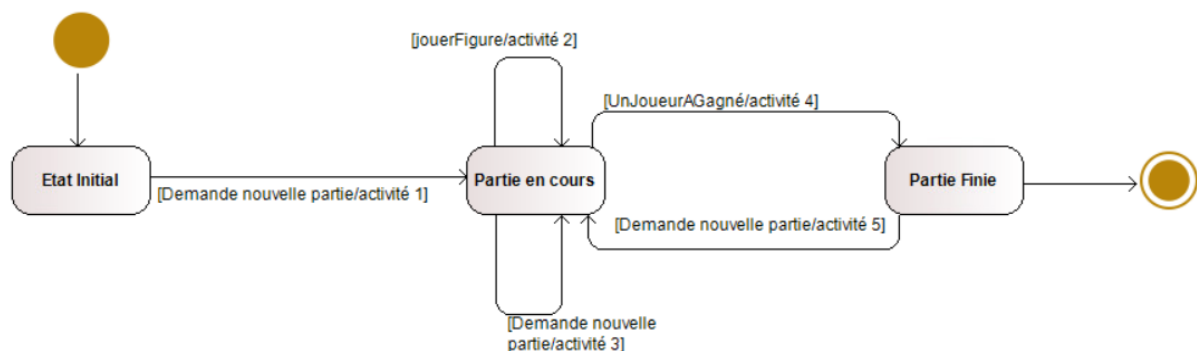 [jouerFigure/activité 2]
[UnJoueurAGagné/activité 4]
Etat Initial
Partie en cours
Partie Finie
[Demande nouvelle partie/activité 1]
[Demande nouvelle partie/activité 5]
[Demande nouvelle
partie/activité 3]